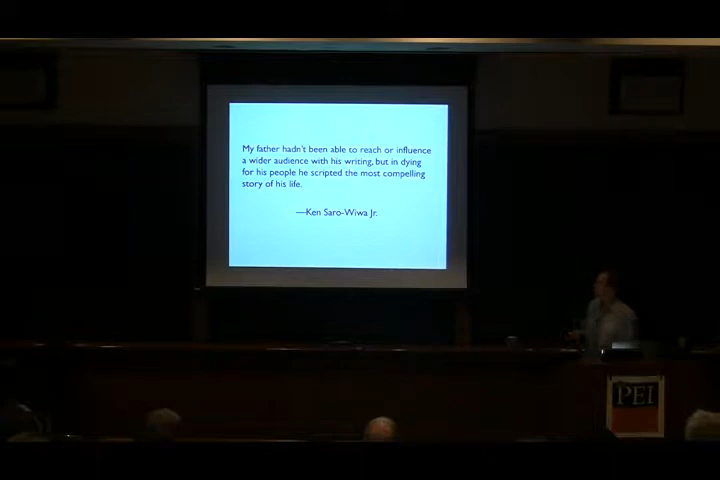 My father hadn't been able to reach or influence
a wider audience with his writing, but in dying
for his people he scripted the most compelling
story of his life.
—Ken Saro-Wiwa Jr.
PEI